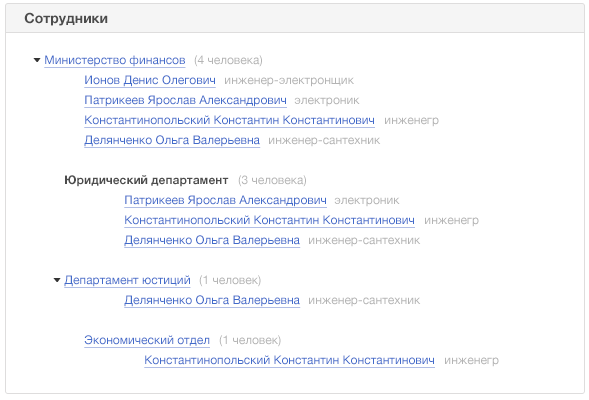 Сотрудники
Министерство финансов (4 человека)
Ионов Денис Олегович инженер-электронщик
Патрикеев Ярослав Александрович электроник
Константинопольский Константин Константинович инженегр
Делянченко Ольга Валерьевна инженер-сантехник
Юридический департамент (3 человека)
Патрикеев Ярослав Александрович электроник
Константинопольский Константин Константинович инженегр
Делянченко Ольга Валерьевна инженер-сантехник
Департамент юстиций (1 человек)
Делянченко Ольга Валерьевна инженер-сантехник
Экономический отдел (1 человек)
Константинопольский Константин Константинович инженегр